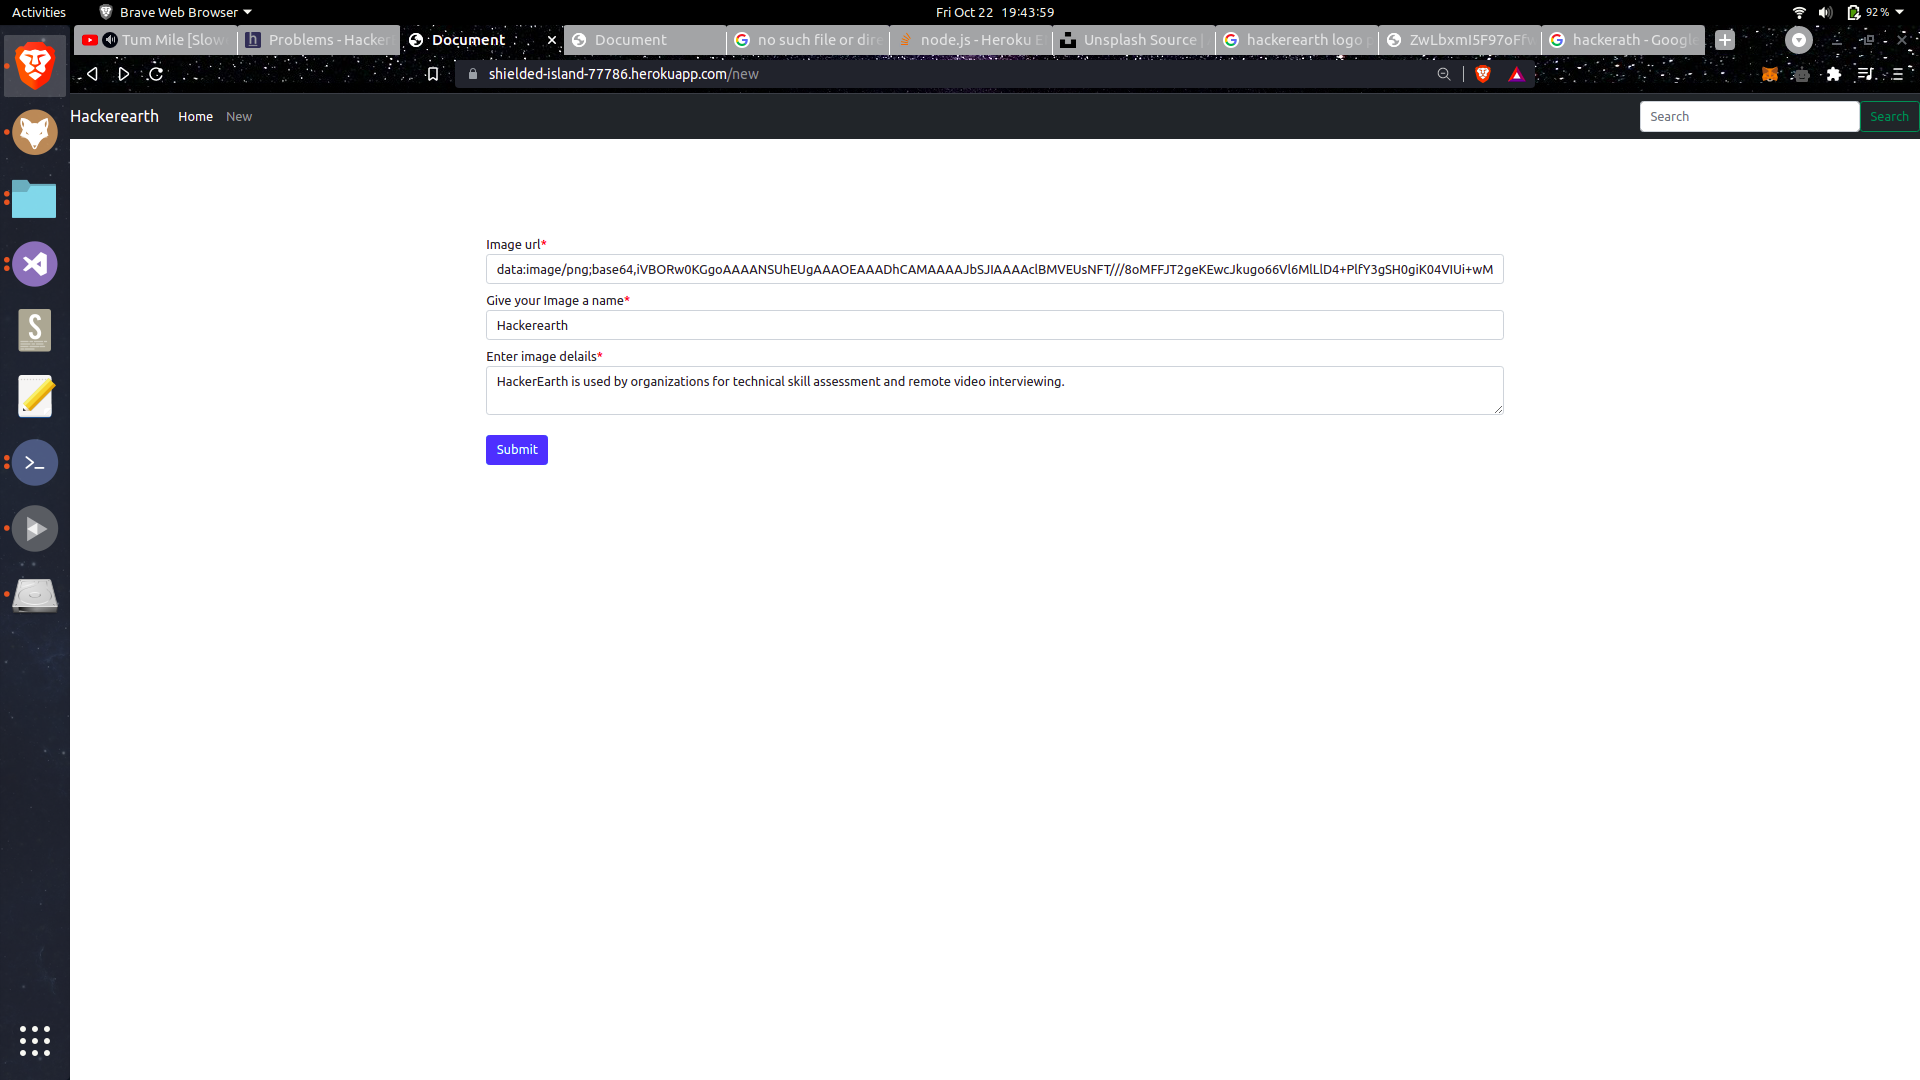 Activities Brave Web Browser Fri Oct 22 19:43:59 92 %
Tum Mile [Slow Problems - Hacker Document Document no such file or dire node.js - Heroku E Unsplash Source | hackerearth logo p ZwLbxmI5F97oFfw hackerath - Google
shielded-island-77786.herokuapp.com/new
Hackerearth Home New Search Search
Image url*
data:image/png;base64,iVBORw0KGgoAAAANSUhEUgAAAOEAAADhCAMAAAAJbSJIAAAAclBMVEUsNFT///8oMFFJT2geKEwcJkugo66Vl6MlLlD4+PlfY3gSH0giK04VIUi+wM
Give your Image a name*
Hackerearth
Enter image delails*
HackerEarth is used by organizations for technical skill assessment and remote video interviewing.
Submit